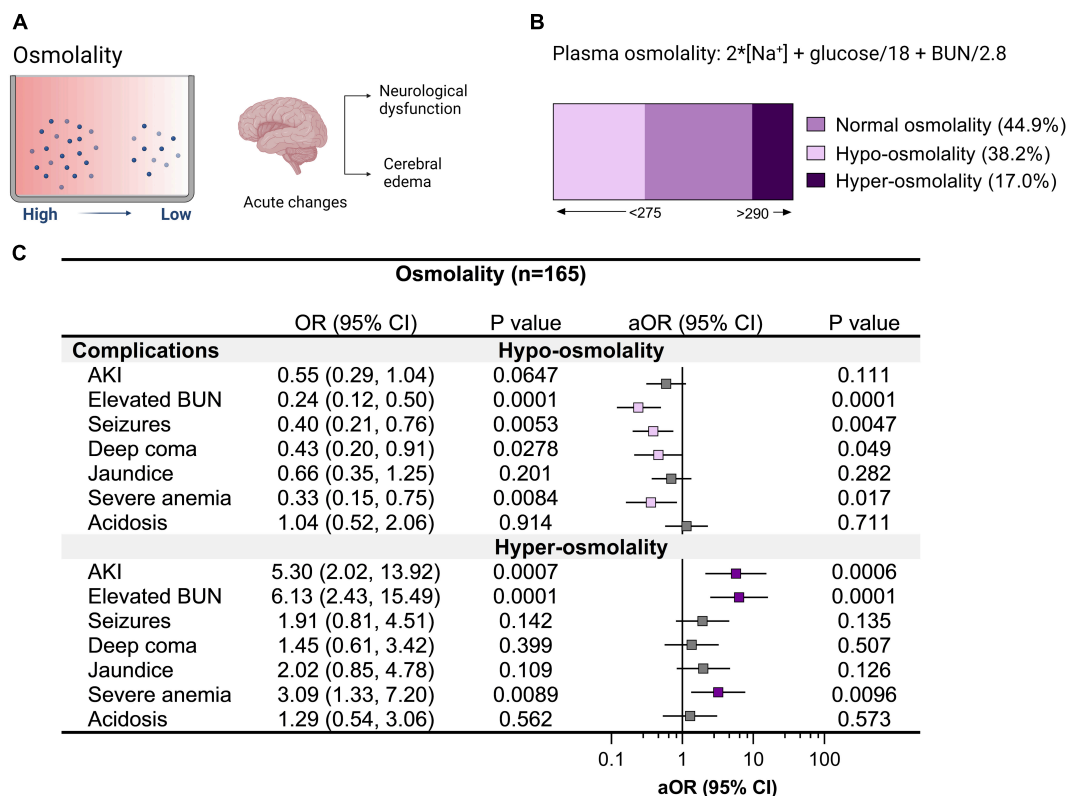 A
Osmolality
High
Low
Neurological
dysfunction
Cerebral
edema
Acute changes
B
Plasma osmolality: 2*[Na⁺] + glucose/18 + BUN/2.8
Normal osmolality (44.9%)
Hypo-osmolality (38.2%)
Hyper-osmolality (17.0%)
<275
>290
C
Osmolality (n=165)
OR (95% CI) P value aOR (95% CI) P value
Complications Hypo-osmolality
AKI 0.55 (0.29, 1.04) 0.0647 0.111
Elevated BUN 0.24 (0.12, 0.50) 0.0001 0.0001
Seizures 0.40 (0.21, 0.76) 0.0053 0.0047
Deep coma 0.43 (0.20, 0.91) 0.0278 0.049
Jaundice 0.66 (0.35, 1.25) 0.201 0.282
Severe anemia 0.33 (0.15, 0.75) 0.0084 0.017
Acidosis 1.04 (0.52, 2.06) 0.914 0.711
Hyper-osmolality
AKI 5.30 (2.02, 13.92) 0.0007 0.0006
Elevated BUN 6.13 (2.43, 15.49) 0.0001 0.0001
Seizures 1.91 (0.81, 4.51) 0.142 0.135
Deep coma 1.45 (0.61, 3.42) 0.399 0.507
Jaundice 2.02 (0.85, 4.78) 0.109 0.126
Severe anemia 3.09 (1.33, 7.20) 0.0089 0.0096
Acidosis 1.29 (0.54, 3.06) 0.562 0.573
0.1 1 10 100
aOR (95% CI)